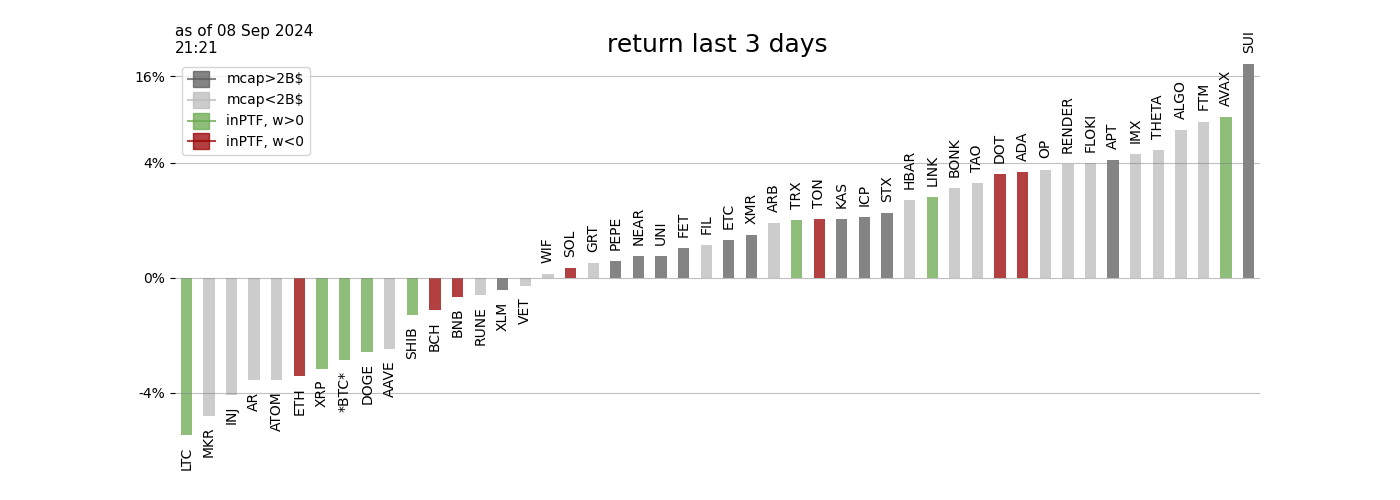 as of 08 Sep 2024
21:21
return last 3 days
mcap>2B$
mcap<2B$
inPTF, w>0
inPTF, w<0
16%
4%
0%
-4%
LTC
MKR
INJ
AR
ATOM
ETH
XRP
*BTC*
DOGE
AAVE
SHIB
BCH
BNB
RUNE
XLM
VET
WIF
SOL
GRT
PEPE
NEAR
UNI
FET
FIL
ETC
XMR
ARB
TRX
TON
KAS
ICP
STX
HBAR
LINK
BONK
TAO
DOT
ADA
OP
RENDER
FLOKI
APT
IMX
THETA
ALGO
FTM
AVAX
SUI